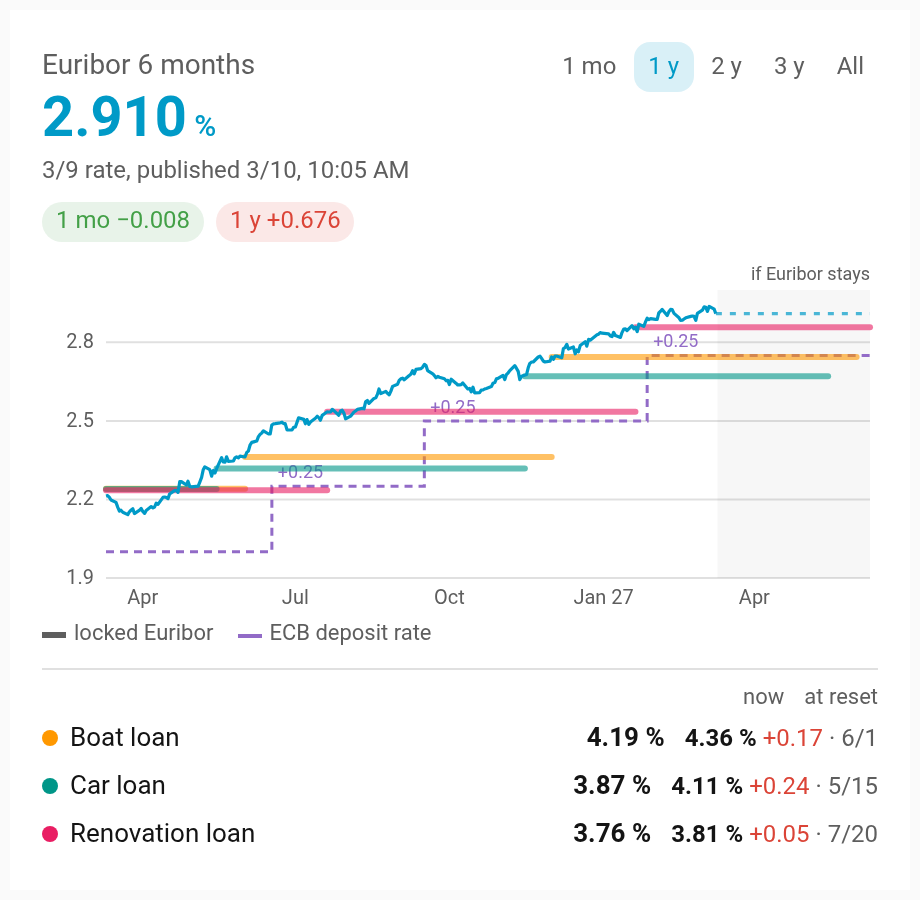 Euribor 6 months
1 mo 1 y 2 y 3 y All
2.910 %
3/9 rate, published 3/10, 10:05 AM
1 mo −0.008 1 y +0.676
if Euribor stays
2.8
+0.25
2.5
+0.25
+0.25
2.2
1.9
Apr Jul Oct Jan 27 Apr
locked Euribor ECB deposit rate
now at reset
Boat loan 4.19 % 4.36 % +0.17 · 6/1
Car loan 3.87 % 4.11 % +0.24 · 5/15
Renovation loan 3.76 % 3.81 % +0.05 · 7/20